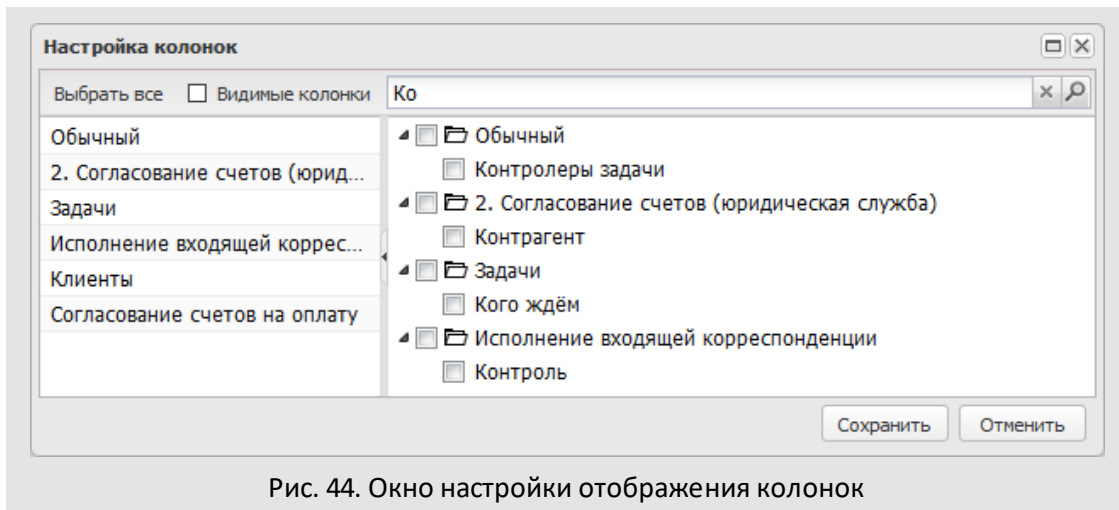 Настройка колонок
Выбрать все Видимые колонки Ко
Обычный
2. Согласование счетов (юрид...
Задачи
Исполнение входящей коррес...
Клиенты
Согласование счетов на оплату
Обычный
Контролеры задачи
2. Согласование счетов (юридическая служба)
Контрагент
Задачи
Кого ждём
Исполнение входящей корреспонденции
Контроль
Сохранить Отменить
Рис. 44. Окно настройки отображения колонок